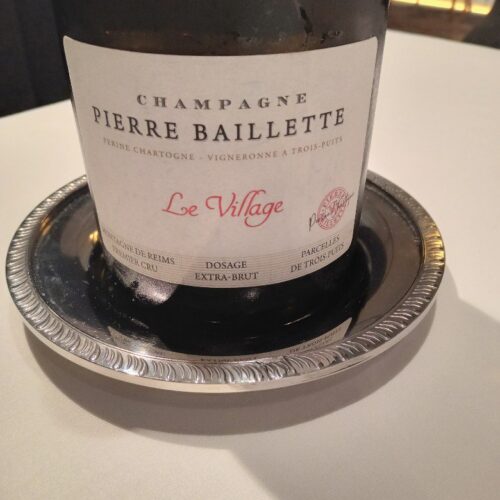 CHAMPAGNE
PIERRE BAILLETTE
PERINE CHARTOGNE - VIGNERONNE A TROIS-PUITS
Le Village
MONTAGNE DE REIMS
PREMIER CRU
DOSAGE
EXTRA-BRUT
PARCELLES
DE TROIS PUITS